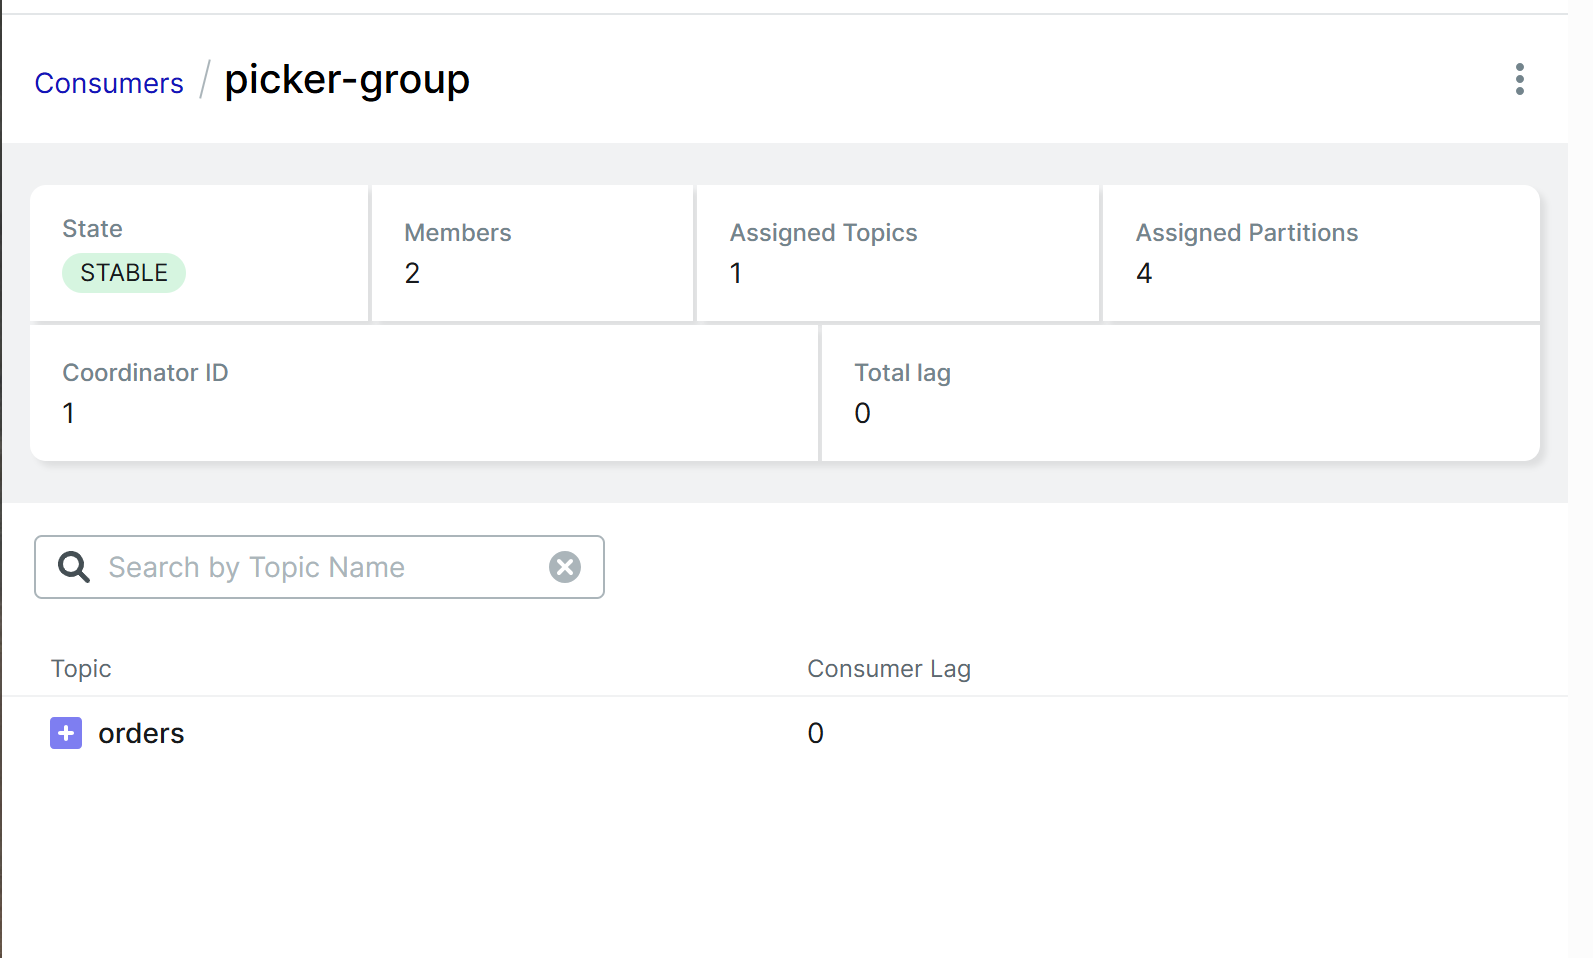 Consumers / picker-group
State
STABLE
Members
2
Assigned Topics
1
Assigned Partitions
4
Coordinator ID
1
Total lag
0
Search by Topic Name
Topic Consumer Lag
orders 0